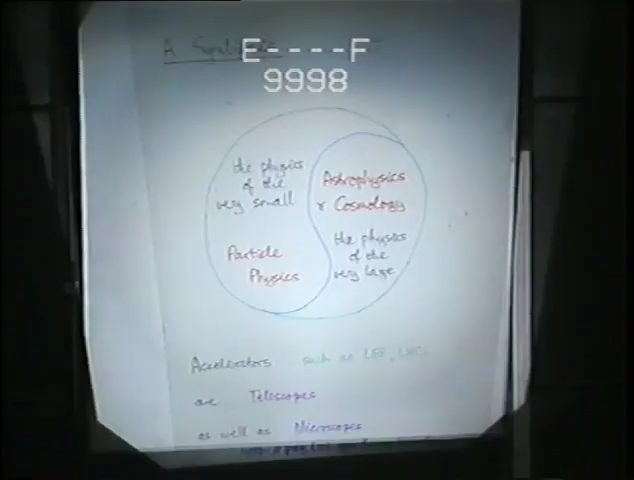 A
E----F
9998
the physics
of the
very small
Astrophysics
& Cosmology
Particle
Physics
the physics
of the
very large
Accelerators such as LEP, LHC
are Telescopes
as well as Microscopes